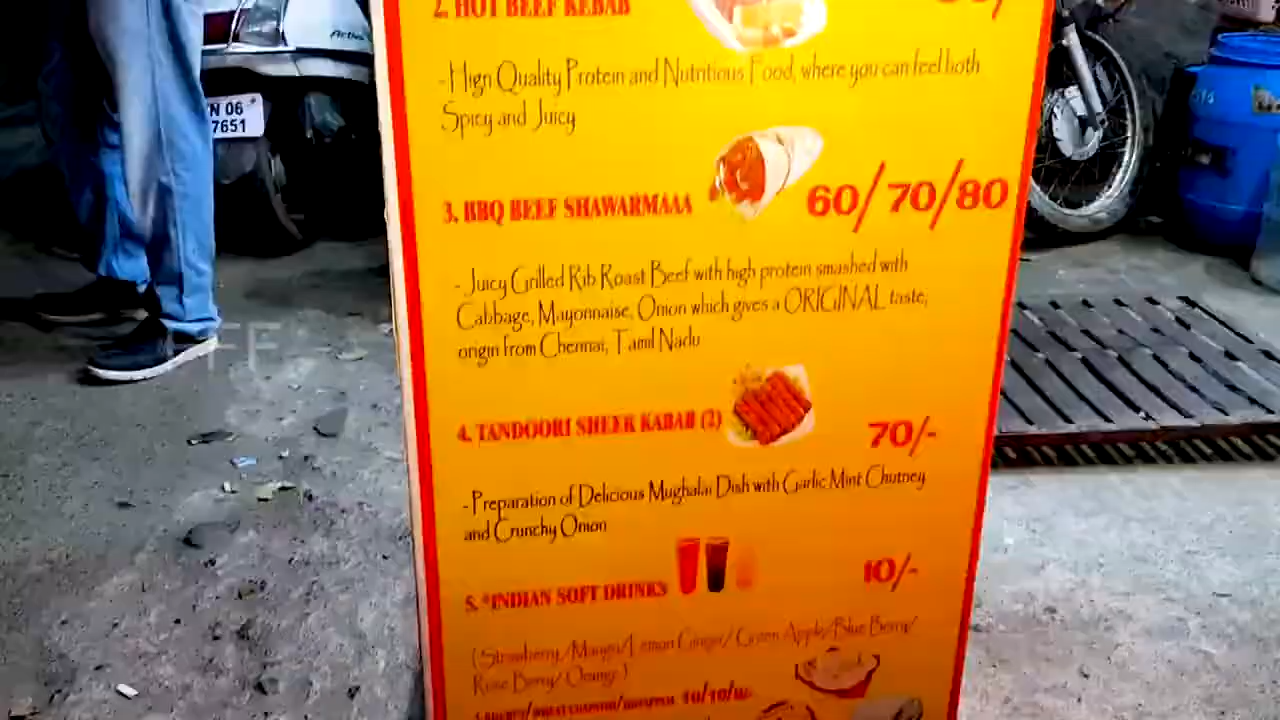 Activa
N 06
7651
2. HOT BEEF KEBAB
-High Quality Protein and Nutritious Food, where you can feel both
Spicy and Juicy
3. BBQ BEEF SHAWARMAAA 60/70/80
- Juicy Grilled Rib Roast Beef with high protein smashed with
Cabbage, Mayonnaise, Onion which gives a ORIGINAL taste,
origin from Chennai, Tamil Nadu
4. TANDOORI SHEEK KABAB (2) 70/-
-Preparation of Delicious Mughalai Dish with Garlic Mint Chutney
and Crunchy Onion
5. *INDIAN SOFT DRINKS 10/-
(Strawberry/Mango/Lemon Ginger/Green Apple/Blue Berry/
Rose Berry/Orange)